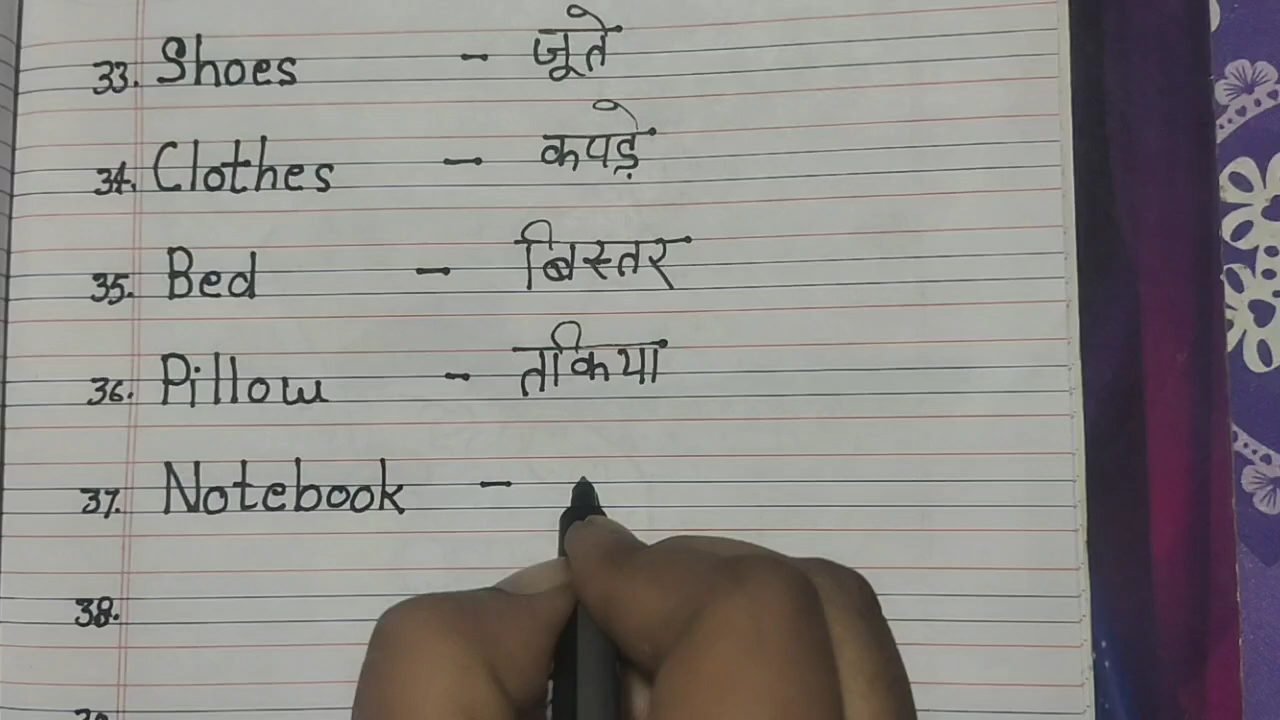 33. Shoes - जूते
34. Clothes - कपड़े
35. Bed - बिस्तर
36. Pillow - तकिया
37. Notebook -
38.